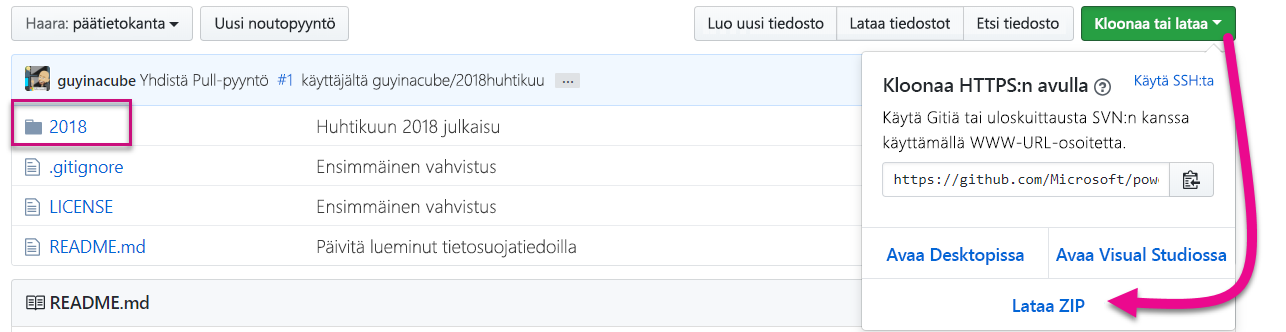 Haara: päätietokanta
Uusi noutopyyntö
Luo uusi tiedosto
Lataa tiedostot
Etsi tiedosto
Kloonaa tai lataa
guyinacube Yhdistä Pull-pyyntö #1 käyttäjältä guyinacube/2018huhtikuu ...
2018 Huhtikuun 2018 julkaisu
.gitignore Ensimmäinen vahvistus
LICENSE Ensimmäinen vahvistus
README.md Päivitä lueminut tietosuojatiedoilla
README.md
Kloonaa HTTPS:n avulla ?
Käytä SSH:ta
Käytä Gitiä tai uloskuittausta SVN:n kanssa
käyttämällä WWW-URL-osoitetta.
https://github.com/Microsoft/pow
Avaa Desktopissa
Avaa Visual Studiossa
Lataa ZIP